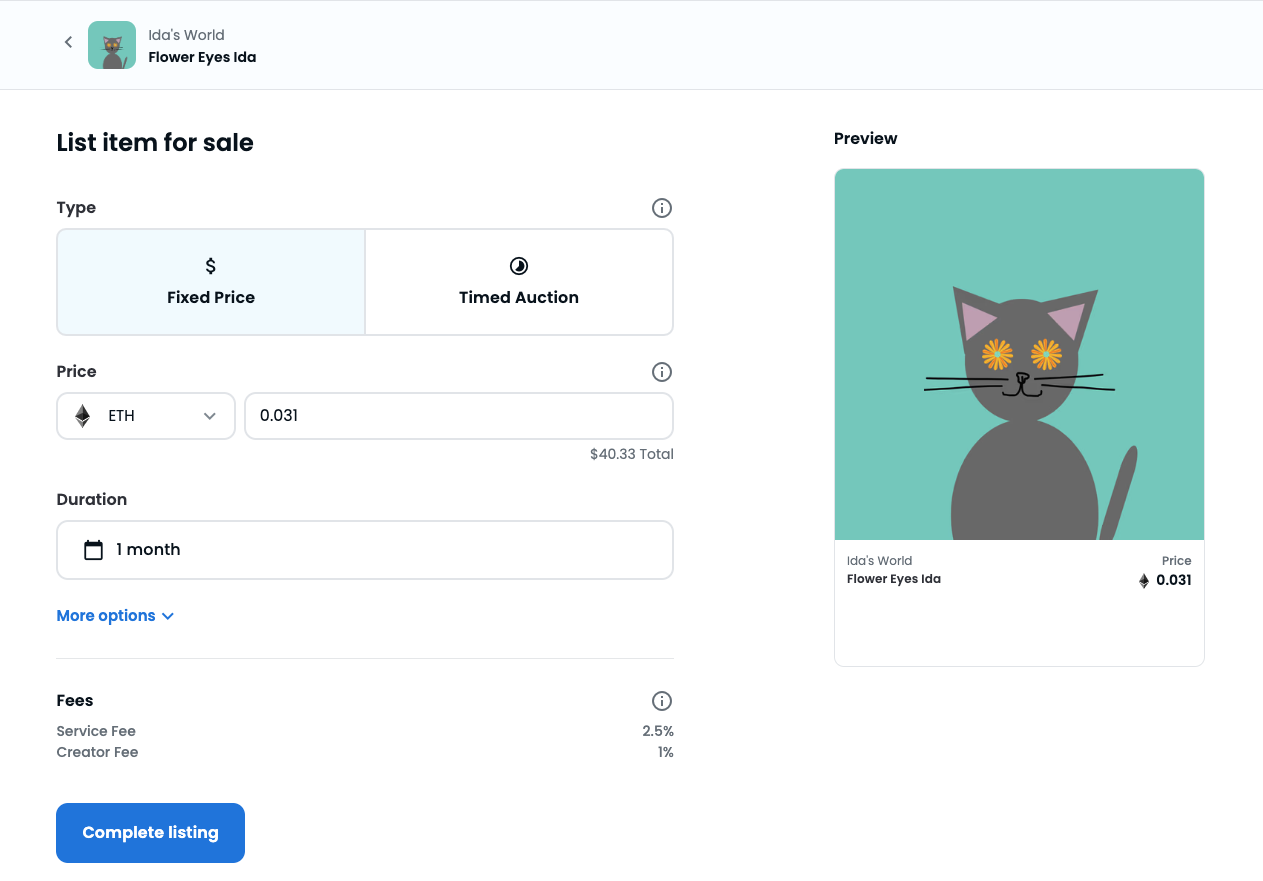 Ida's World
Flower Eyes Ida
List item for sale
Type
$
Fixed Price
Timed Auction
Price
ETH
0.031
$40.33 Total
Duration
1 month
More options
Fees
Service Fee 2.5%
Creator Fee 1%
Complete listing
Preview
Ida's World Price
Flower Eyes Ida 0.031